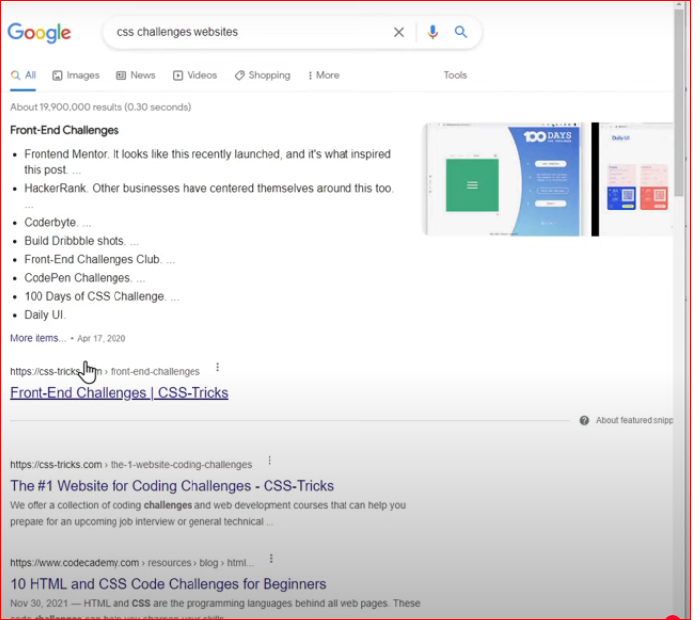 Google
css challenges websites
All Images News Videos Shopping More Tools
About 19,900,000 results (0.30 seconds)
Front-End Challenges
• Frontend Mentor. It looks like this recently launched, and it's what inspired
this post. ...
• HackerRank. Other businesses have centered themselves around this too.
...
• Coderbyte. ...
• Build Dribbble shots. ...
• Front-End Challenges Club. ...
• CodePen Challenges. ...
• 100 Days of CSS Challenge. ...
• Daily UI.
100 DAYS
Daily UI
More items... • Apr 17, 2020
https://css-tricks m › front-end-challenges
Front-End Challenges | CSS-Tricks
About featured snipp
https://css-tricks.com › the-1-website-coding-challenges
The #1 Website for Coding Challenges - CSS-Tricks
We offer a collection of coding challenges and web development courses that can help you
prepare for an upcoming job interview or general technical ...
https://www.codecademy.com › resources › blog › html...
10 HTML and CSS Code Challenges for Beginners
Nov 30, 2021 — HTML and CSS are the programming languages behind all web pages. These
code challenges can help you sharpen your skills